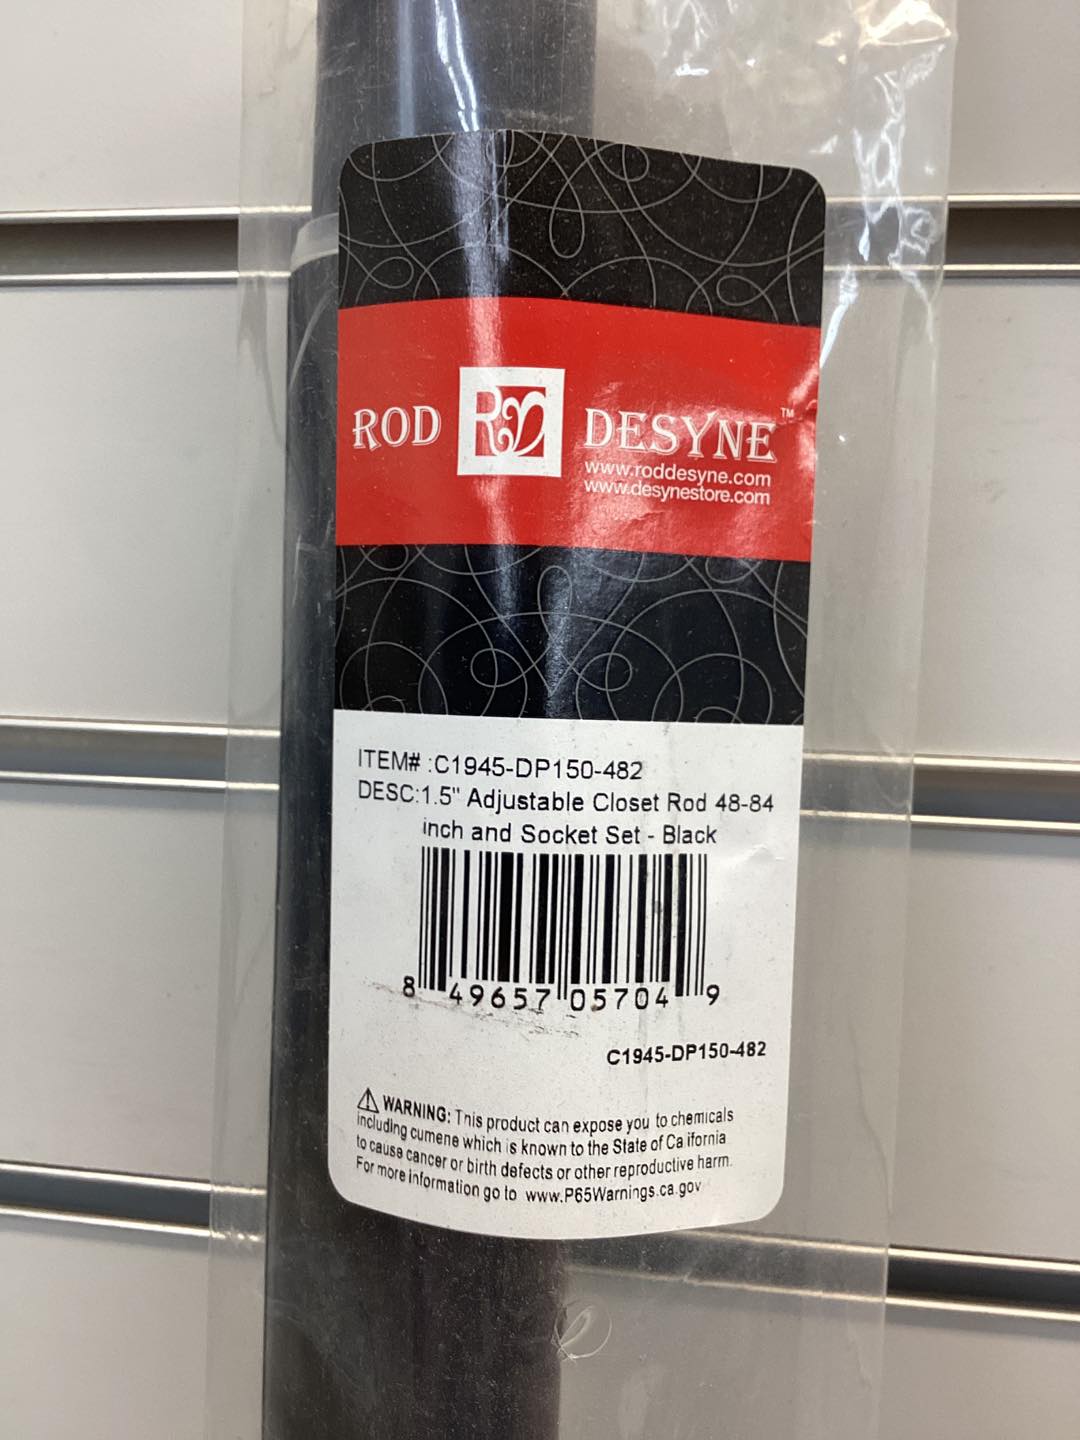 ROD RD DESYNE™
www.roddesyne.com
www.desynestore.com
ITEM# :C1945-DP150-482
DESC:1.5" Adjustable Closet Rod 48-84
inch and Socket Set - Black
8 49657 05704 9
C1945-DP150-482
⚠ WARNING: This product can expose you to chemicals
including cumene which is known to the State of California
to cause cancer or birth defects or other reproductive harm.
For more information go to www.P65Warnings.ca.gov